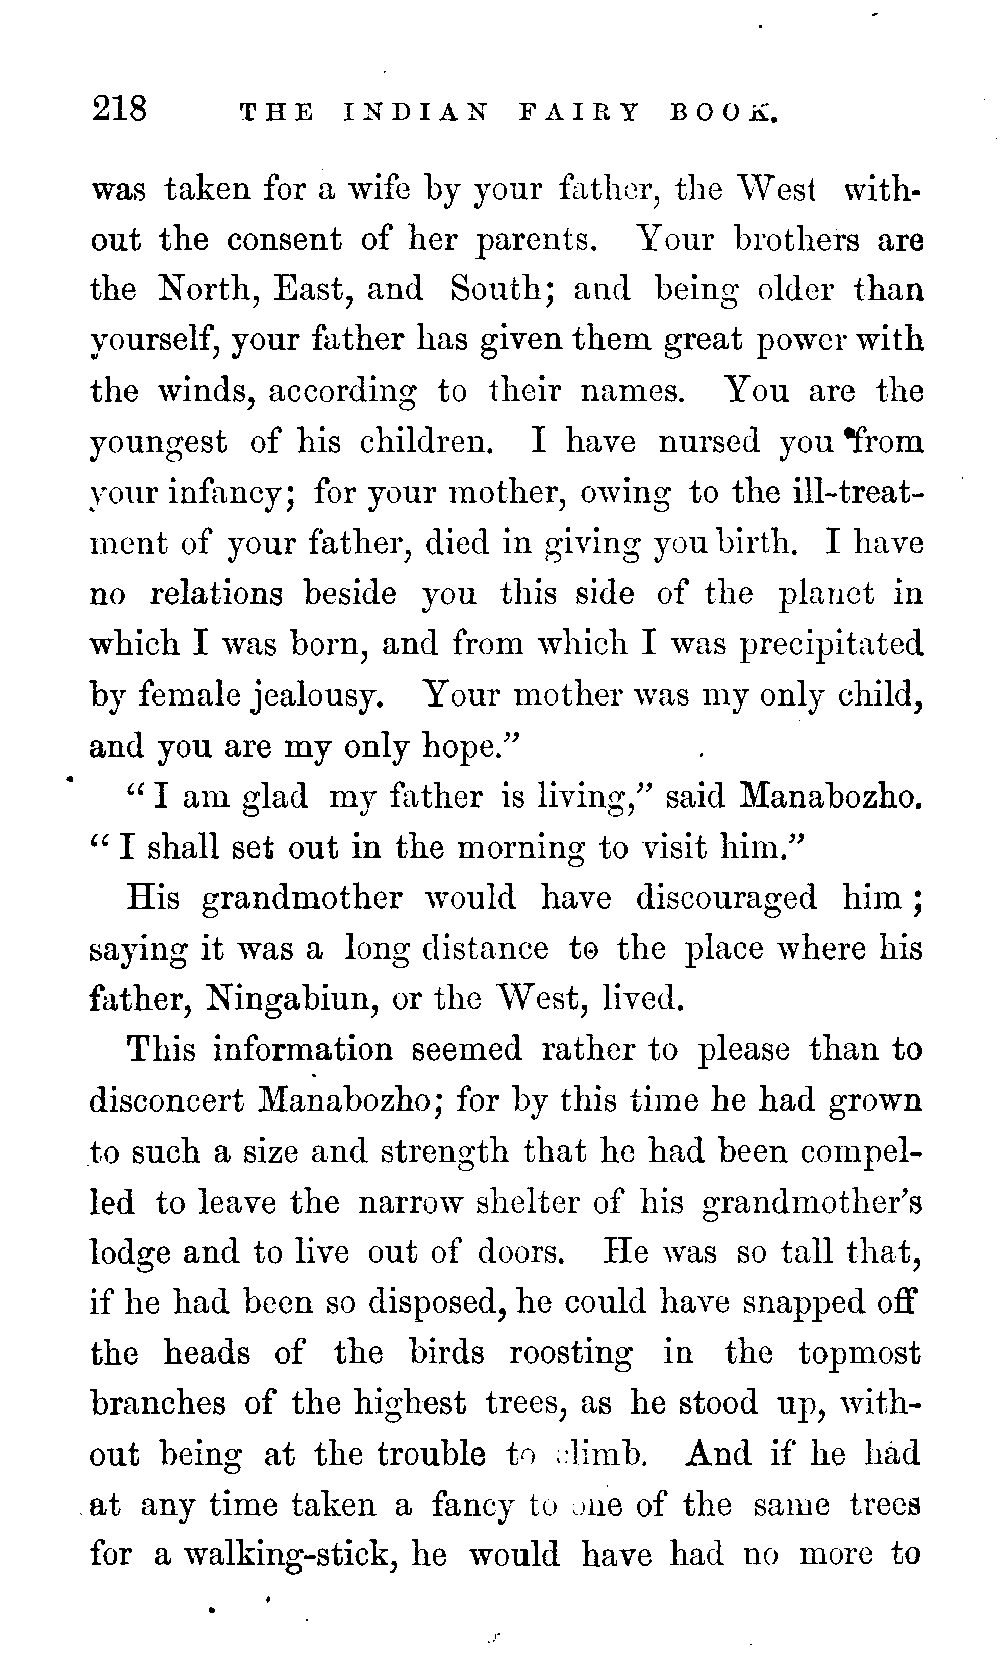 218 THE INDIAN FAIRY BOOK.
was taken for a wife by your father, the West with-
out the consent of her parents. Your brothers are
the North, East, and South; and being older than
yourself, your father has given them great power with
the winds, according to their names. You are the
youngest of his children. I have nursed you from
your infancy; for your mother, owing to the ill-treat-
ment of your father, died in giving you birth. I have
no relations beside you this side of the planet in
which I was born, and from which I was precipitated
by female jealousy. Your mother was my only child,
and you are my only hope."
"I am glad my father is living," said Manabozho.
"I shall set out in the morning to visit him."
His grandmother would have discouraged him;
saying it was a long distance to the place where his
father, Ningabiun, or the West, lived.
This information seemed rather to please than to
disconcert Manabozho; for by this time he had grown
to such a size and strength that he had been compel-
led to leave the narrow shelter of his grandmother's
lodge and to live out of doors. He was so tall that,
if he had been so disposed, he could have snapped off
the heads of the birds roosting in the topmost
branches of the highest trees, as he stood up, with-
out being at the trouble to climb. And if he had
at any time taken a fancy to one of the same trees
for a walking-stick, he would have had no more to